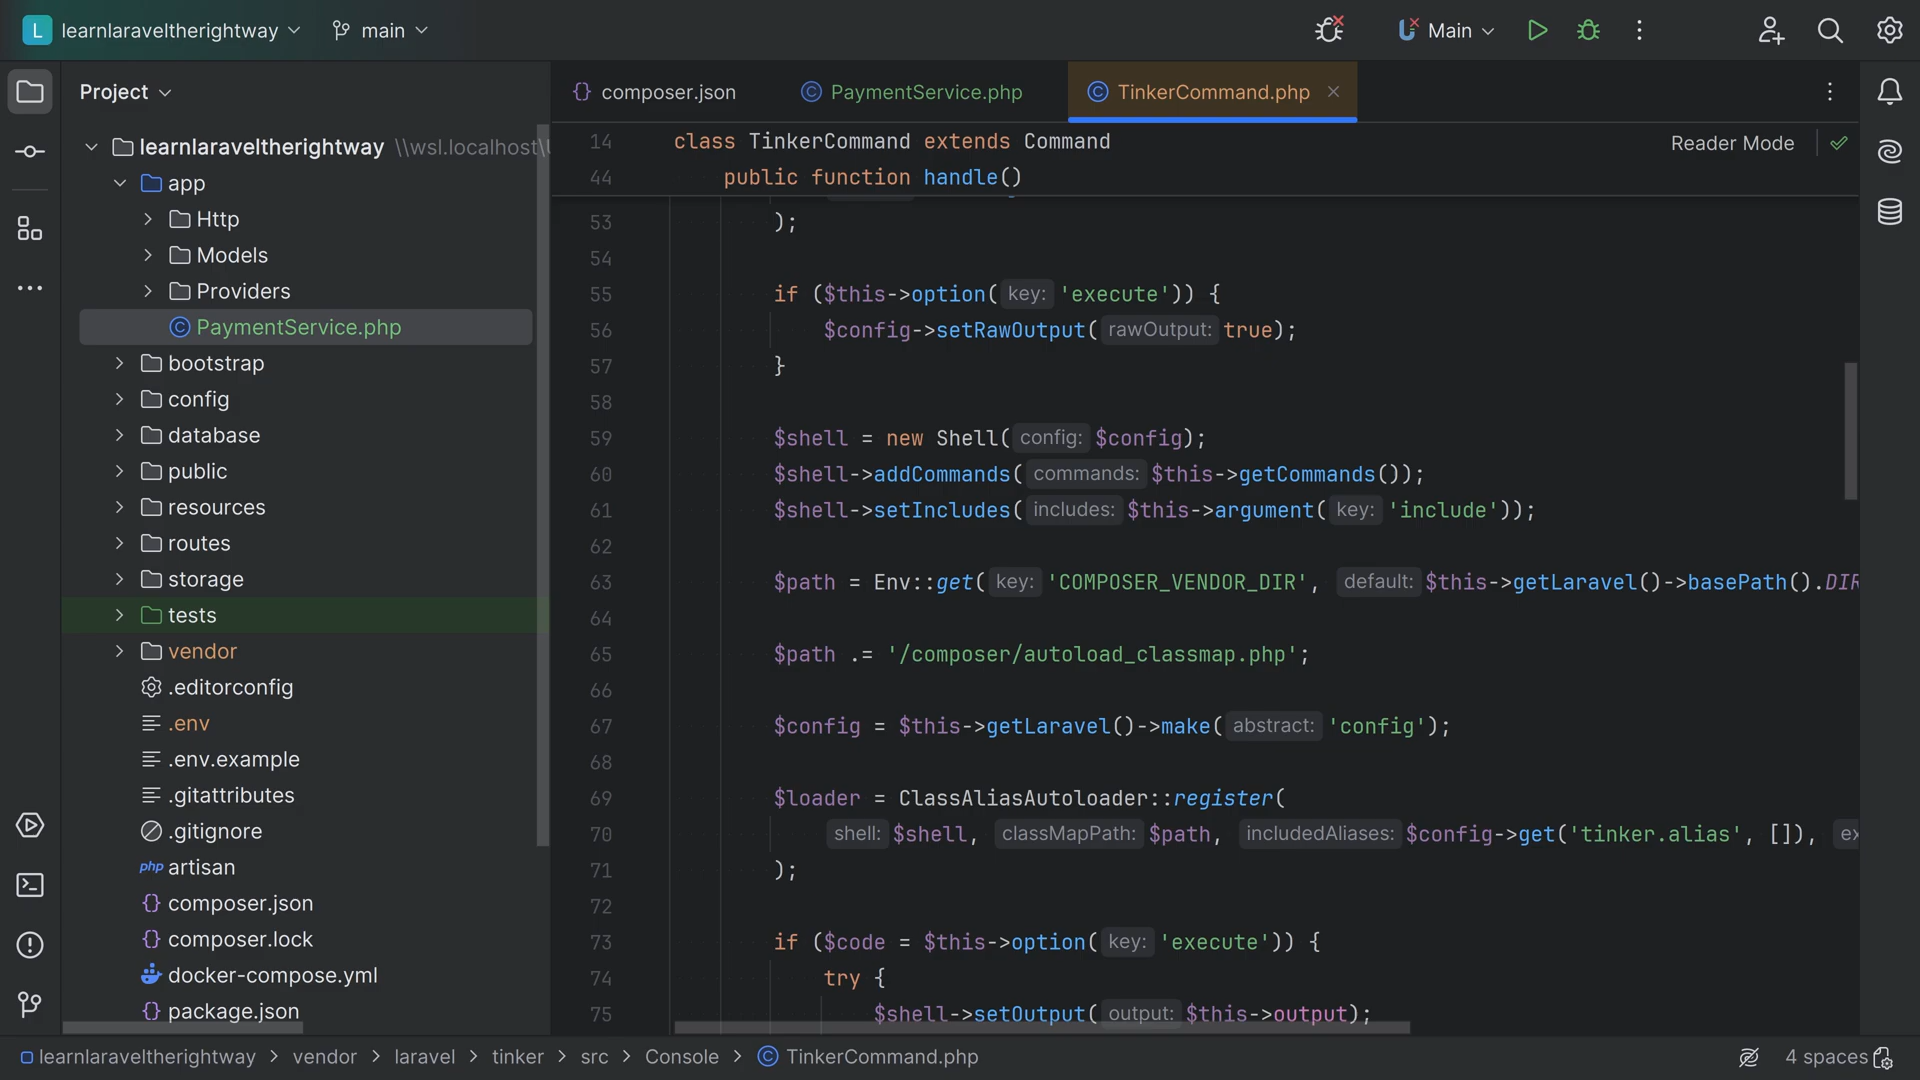 L learnlaraveltherightway main Main
Project
learnlaraveltherightway \\wsl.localhost\
app
Http
Models
Providers
PaymentService.php
bootstrap
config
database
public
resources
routes
storage
tests
vendor
.editorconfig
.env
.env.example
.gitattributes
.gitignore
php artisan
composer.json
composer.lock
docker-compose.yml
package.json
composer.json PaymentService.php TinkerCommand.php
Reader Mode
14 class TinkerCommand extends Command
44 public function handle()
53 );
54
55 if ($this->option( key: 'execute')) {
56 $config->setRawOutput( rawOutput: true);
57 }
58
59 $shell = new Shell( config: $config);
60 $shell->addCommands( commands: $this->getCommands());
61 $shell->setIncludes( includes: $this->argument( key: 'include'));
62
63 $path = Env::get( key: 'COMPOSER_VENDOR_DIR', default: $this->getLaravel()->basePath().DIR
64
65 $path .= '/composer/autoload_classmap.php';
66
67 $config = $this->getLaravel()->make( abstract: 'config');
68
69 $loader = ClassAliasAutoloader::register(
70 shell: $shell, classMapPath: $path, includedAliases: $config->get('tinker.alias', []), ex
71 );
72
73 if ($code = $this->option( key: 'execute')) {
74 try {
75 $shell->setOutput( output: $this->output);
learnlaraveltherightway > vendor > laravel > tinker > src > Console > TinkerCommand.php
4 spaces